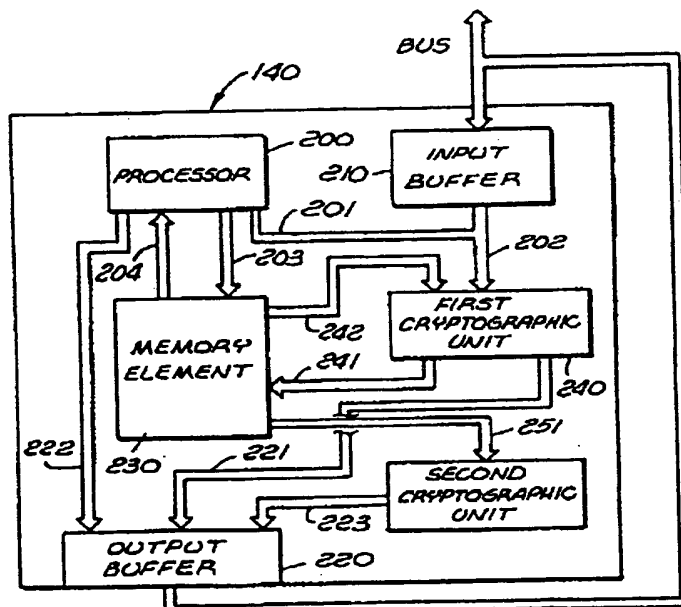 BUS
140
200
PROCESSOR
210
INPUT
BUFFER
201
202
204
203
242
FIRST
CRYPTOGRAPHIC
UNIT
MEMORY
ELEMENT
241
240
230
251
222
221
SECOND
CRYPTOGRAPHIC
UNIT
223
OUTPUT
BUFFER
220